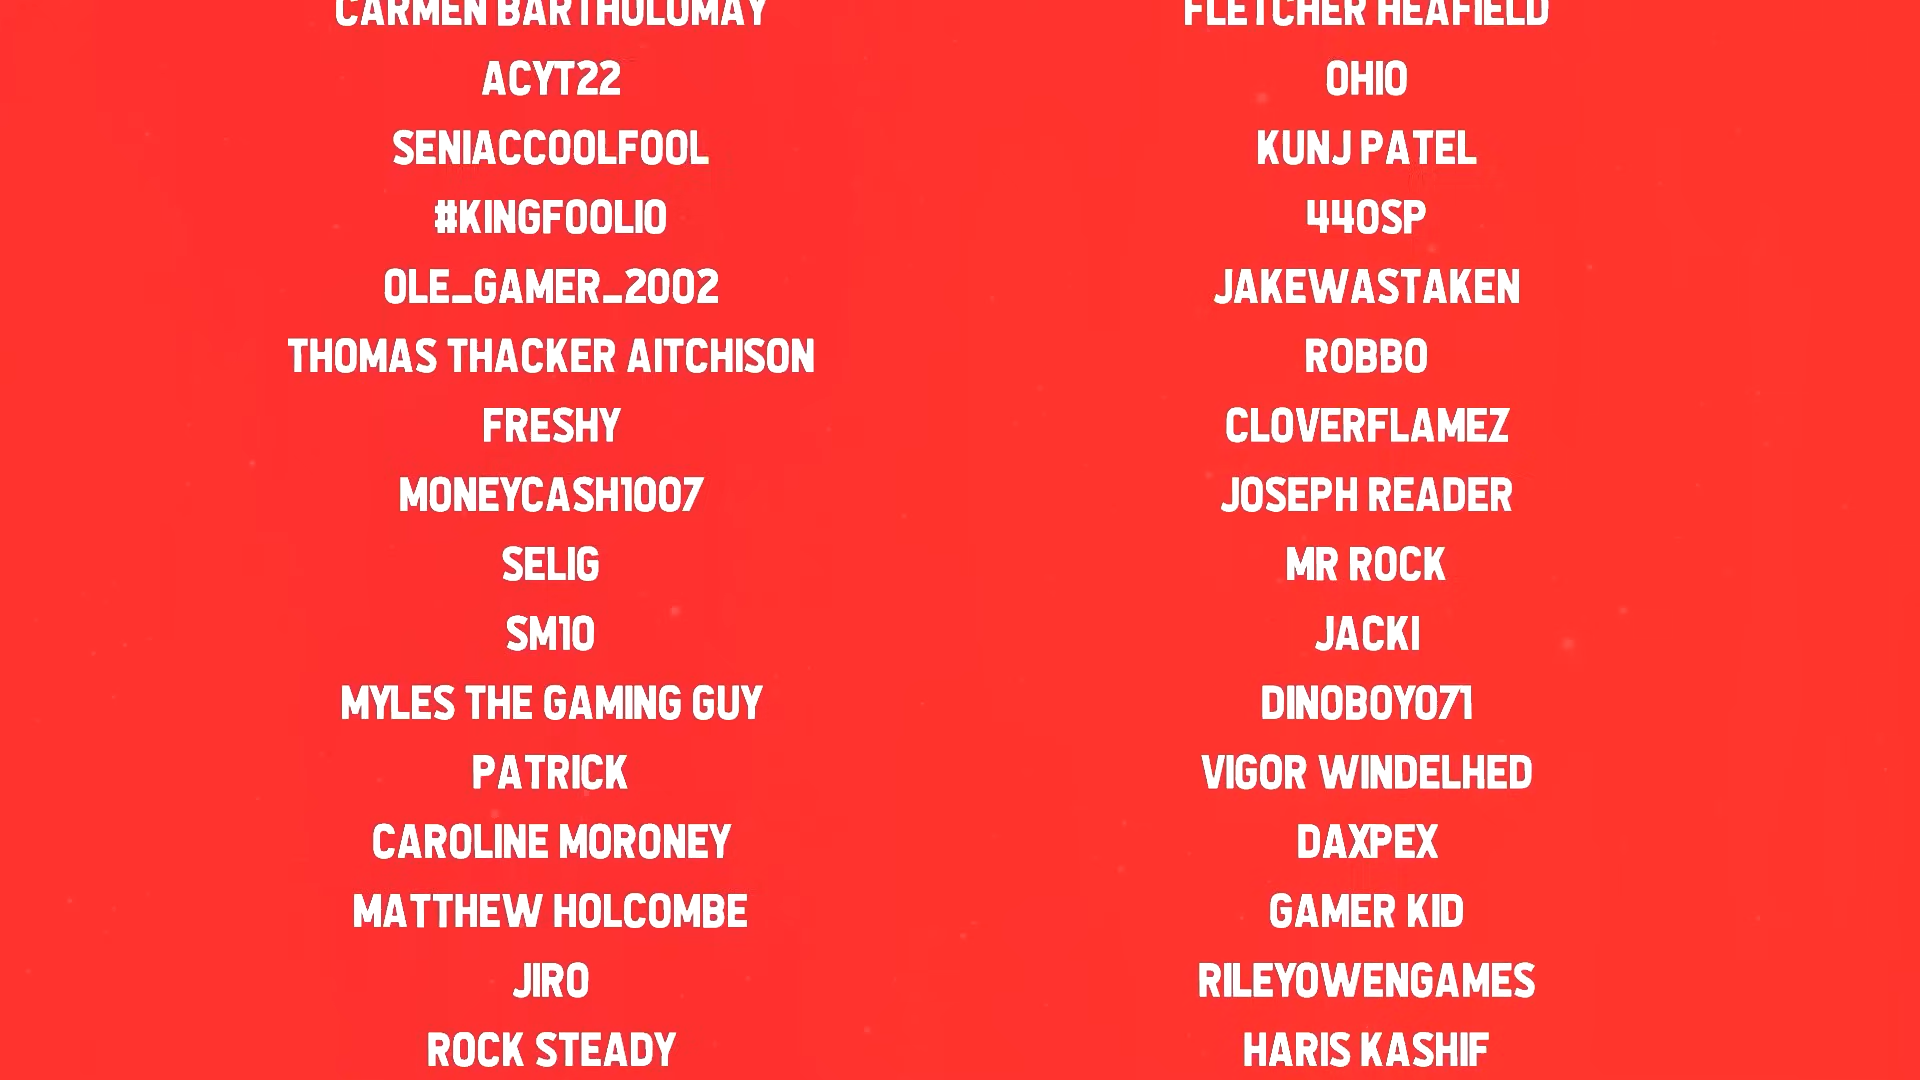 CARMEN BARTHOLOMAY
ACYT22
SENIACCOOLFOOL
#KINGFOOLIO
OLE_GAMER_2002
THOMAS THACKER AITCHISON
FRESHY
MONEYCASH1007
SELIG
SM10
MYLES THE GAMING GUY
PATRICK
CAROLINE MORONEY
MATTHEW HOLCOMBE
JIRO
ROCK STEADY
FLETCHER HEAFIELD
OHIO
KUNJ PATEL
440SP
JAKEWASTAKEN
ROBBO
CLOVERFLAMEZ
JOSEPH READER
MR ROCK
JACKI
DINOBOY071
VIGOR WINDELHED
DAXPEX
GAMER KID
RILEYOWENGAMES
HARIS KASHIF